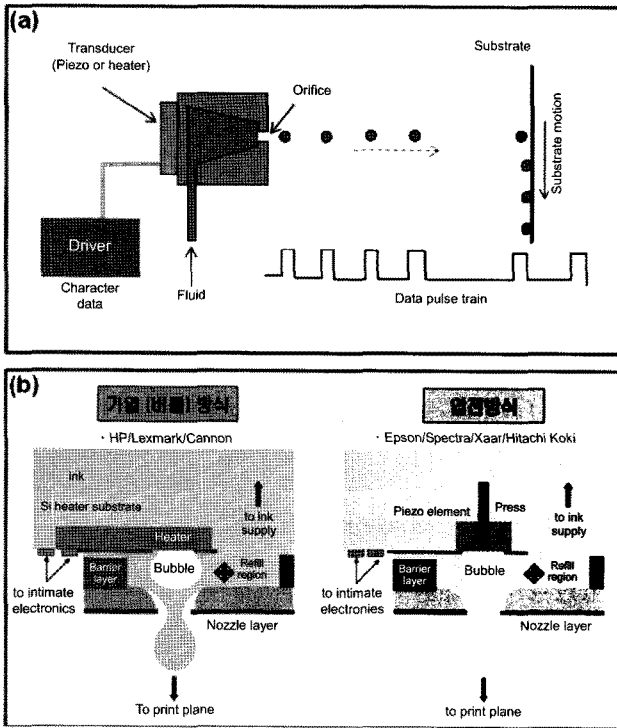 (a)
Transducer
(Piezo or heater)
Orifice
Substrate
Substrate motion
Driver
Character
data
Fluid
Data pulse train
(b)
가열 (버블) 방식
· HP/Lexmark/Cannon
Ink
Si heater substrate
Heater
to ink
supply
Barrier
layer
Bubble
Refill
region
to intimate
electronics
Nozzle layer
To print plane
압전방식
· Epson/Spectra/Xaar/Hitachi Koki
Piezo element
Press
to ink
supply
Barrier
layer
Bubble
Refill
region
to intimate
electronies
Nozzle layer
to print plane